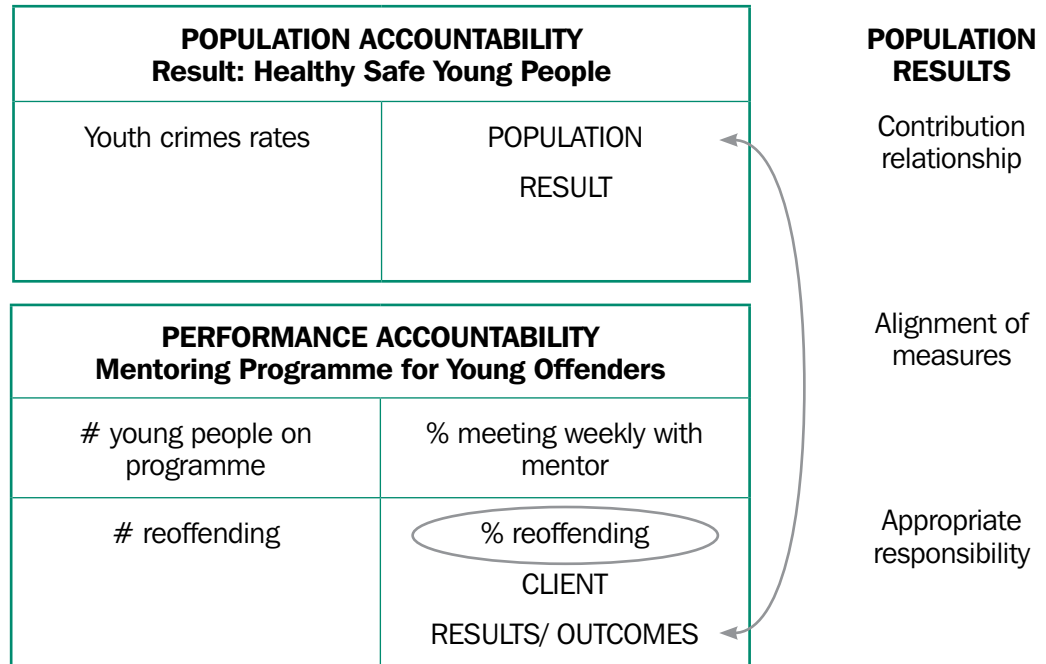 POPULATION ACCOUNTABILITY
Result: Healthy Safe Young People
Youth crimes rates
POPULATION
RESULT
PERFORMANCE ACCOUNTABILITY
Mentoring Programme for Young Offenders
# young people on
programme
% meeting weekly with
mentor
# reoffending
% reoffending
CLIENT
RESULTS/ OUTCOMES
POPULATION
RESULTS
Contribution
relationship
Alignment of
measures
Appropriate
responsibility